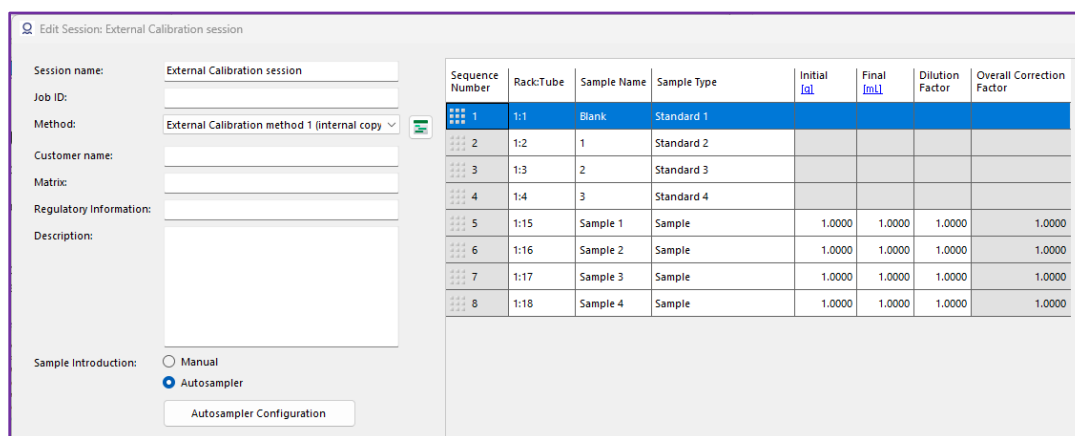 Edit Session: External Calibration session
Session name: External Calibration session
Job ID:
Method: External Calibration method 1 (internal copy
Customer name:
Matrix:
Regulatory Information:
Description:
Sample Introduction: Manual
Autosampler
Autosampler Configuration
Sequence Number Rack:Tube Sample Name Sample Type Initial [g] Final [mL] Dilution Factor Overall Correction Factor
1 1:1 Blank Standard 1
2 1:2 1 Standard 2
3 1:3 2 Standard 3
4 1:4 3 Standard 4
5 1:15 Sample 1 Sample 1.0000 1.0000 1.0000 1.0000
6 1:16 Sample 2 Sample 1.0000 1.0000 1.0000 1.0000
7 1:17 Sample 3 Sample 1.0000 1.0000 1.0000 1.0000
8 1:18 Sample 4 Sample 1.0000 1.0000 1.0000 1.0000